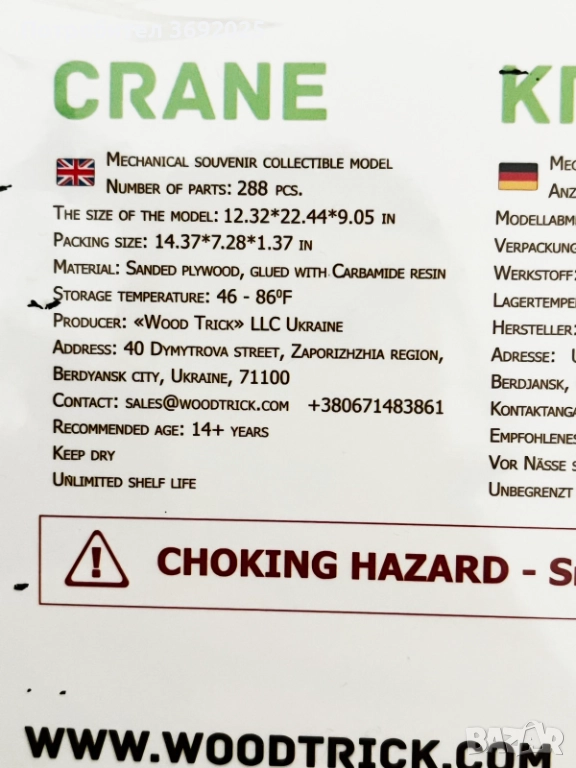 CRANE
MECHANICAL SOUVENIR COLLECTIBLE MODEL
NUMBER OF PARTS: 288 PCS.
THE SIZE OF THE MODEL: 12.32*22.44*9.05 IN
PACKING SIZE: 14.37*7.28*1.37 IN
MATERIAL: SANDED PLYWOOD, GLUED WITH CARBAMIDE RESIN
STORAGE TEMPERATURE: 46 - 86⁰F
PRODUCER: «WOOD TRICK» LLC UKRAINE
ADDRESS: 40 DYMYTROVA STREET, ZAPORIZHZHIA REGION,
BERDYANSK CITY, UKRAINE, 71100
CONTACT: SALES@WOODTRICK.COM +380671483861
RECOMMENDED AGE: 14+ YEARS
KEEP DRY
UNLIMITED SHELF LIFE
MODELLABM
VERPACKUNG
WERKSTOFF:
LAGERTEMPE
HERSTELLER:
ADRESSE:
BERDJANSK,
KONTAKTANGA
EMPFOHLENES
VOR NÄSSE
UNBEGRENZT
CHOKING HAZARD -
WWW.WOODTRICK.COM
BAZAR